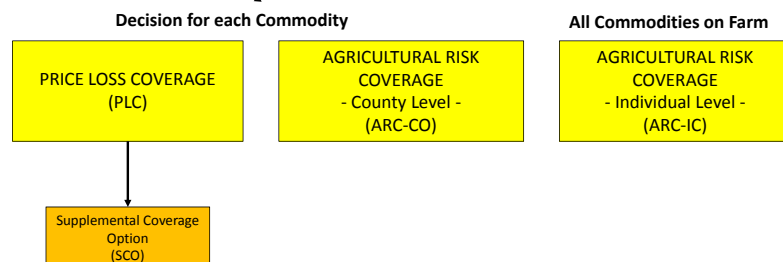 Decision for each Commodity
All Commodities on Farm
PRICE LOSS COVERAGE
(PLC)
AGRICULTURAL RISK
COVERAGE
- County Level -
(ARC-CO)
AGRICULTURAL RISK
COVERAGE
- Individual Level -
(ARC-IC)
Supplemental Coverage
Option
(SCO)